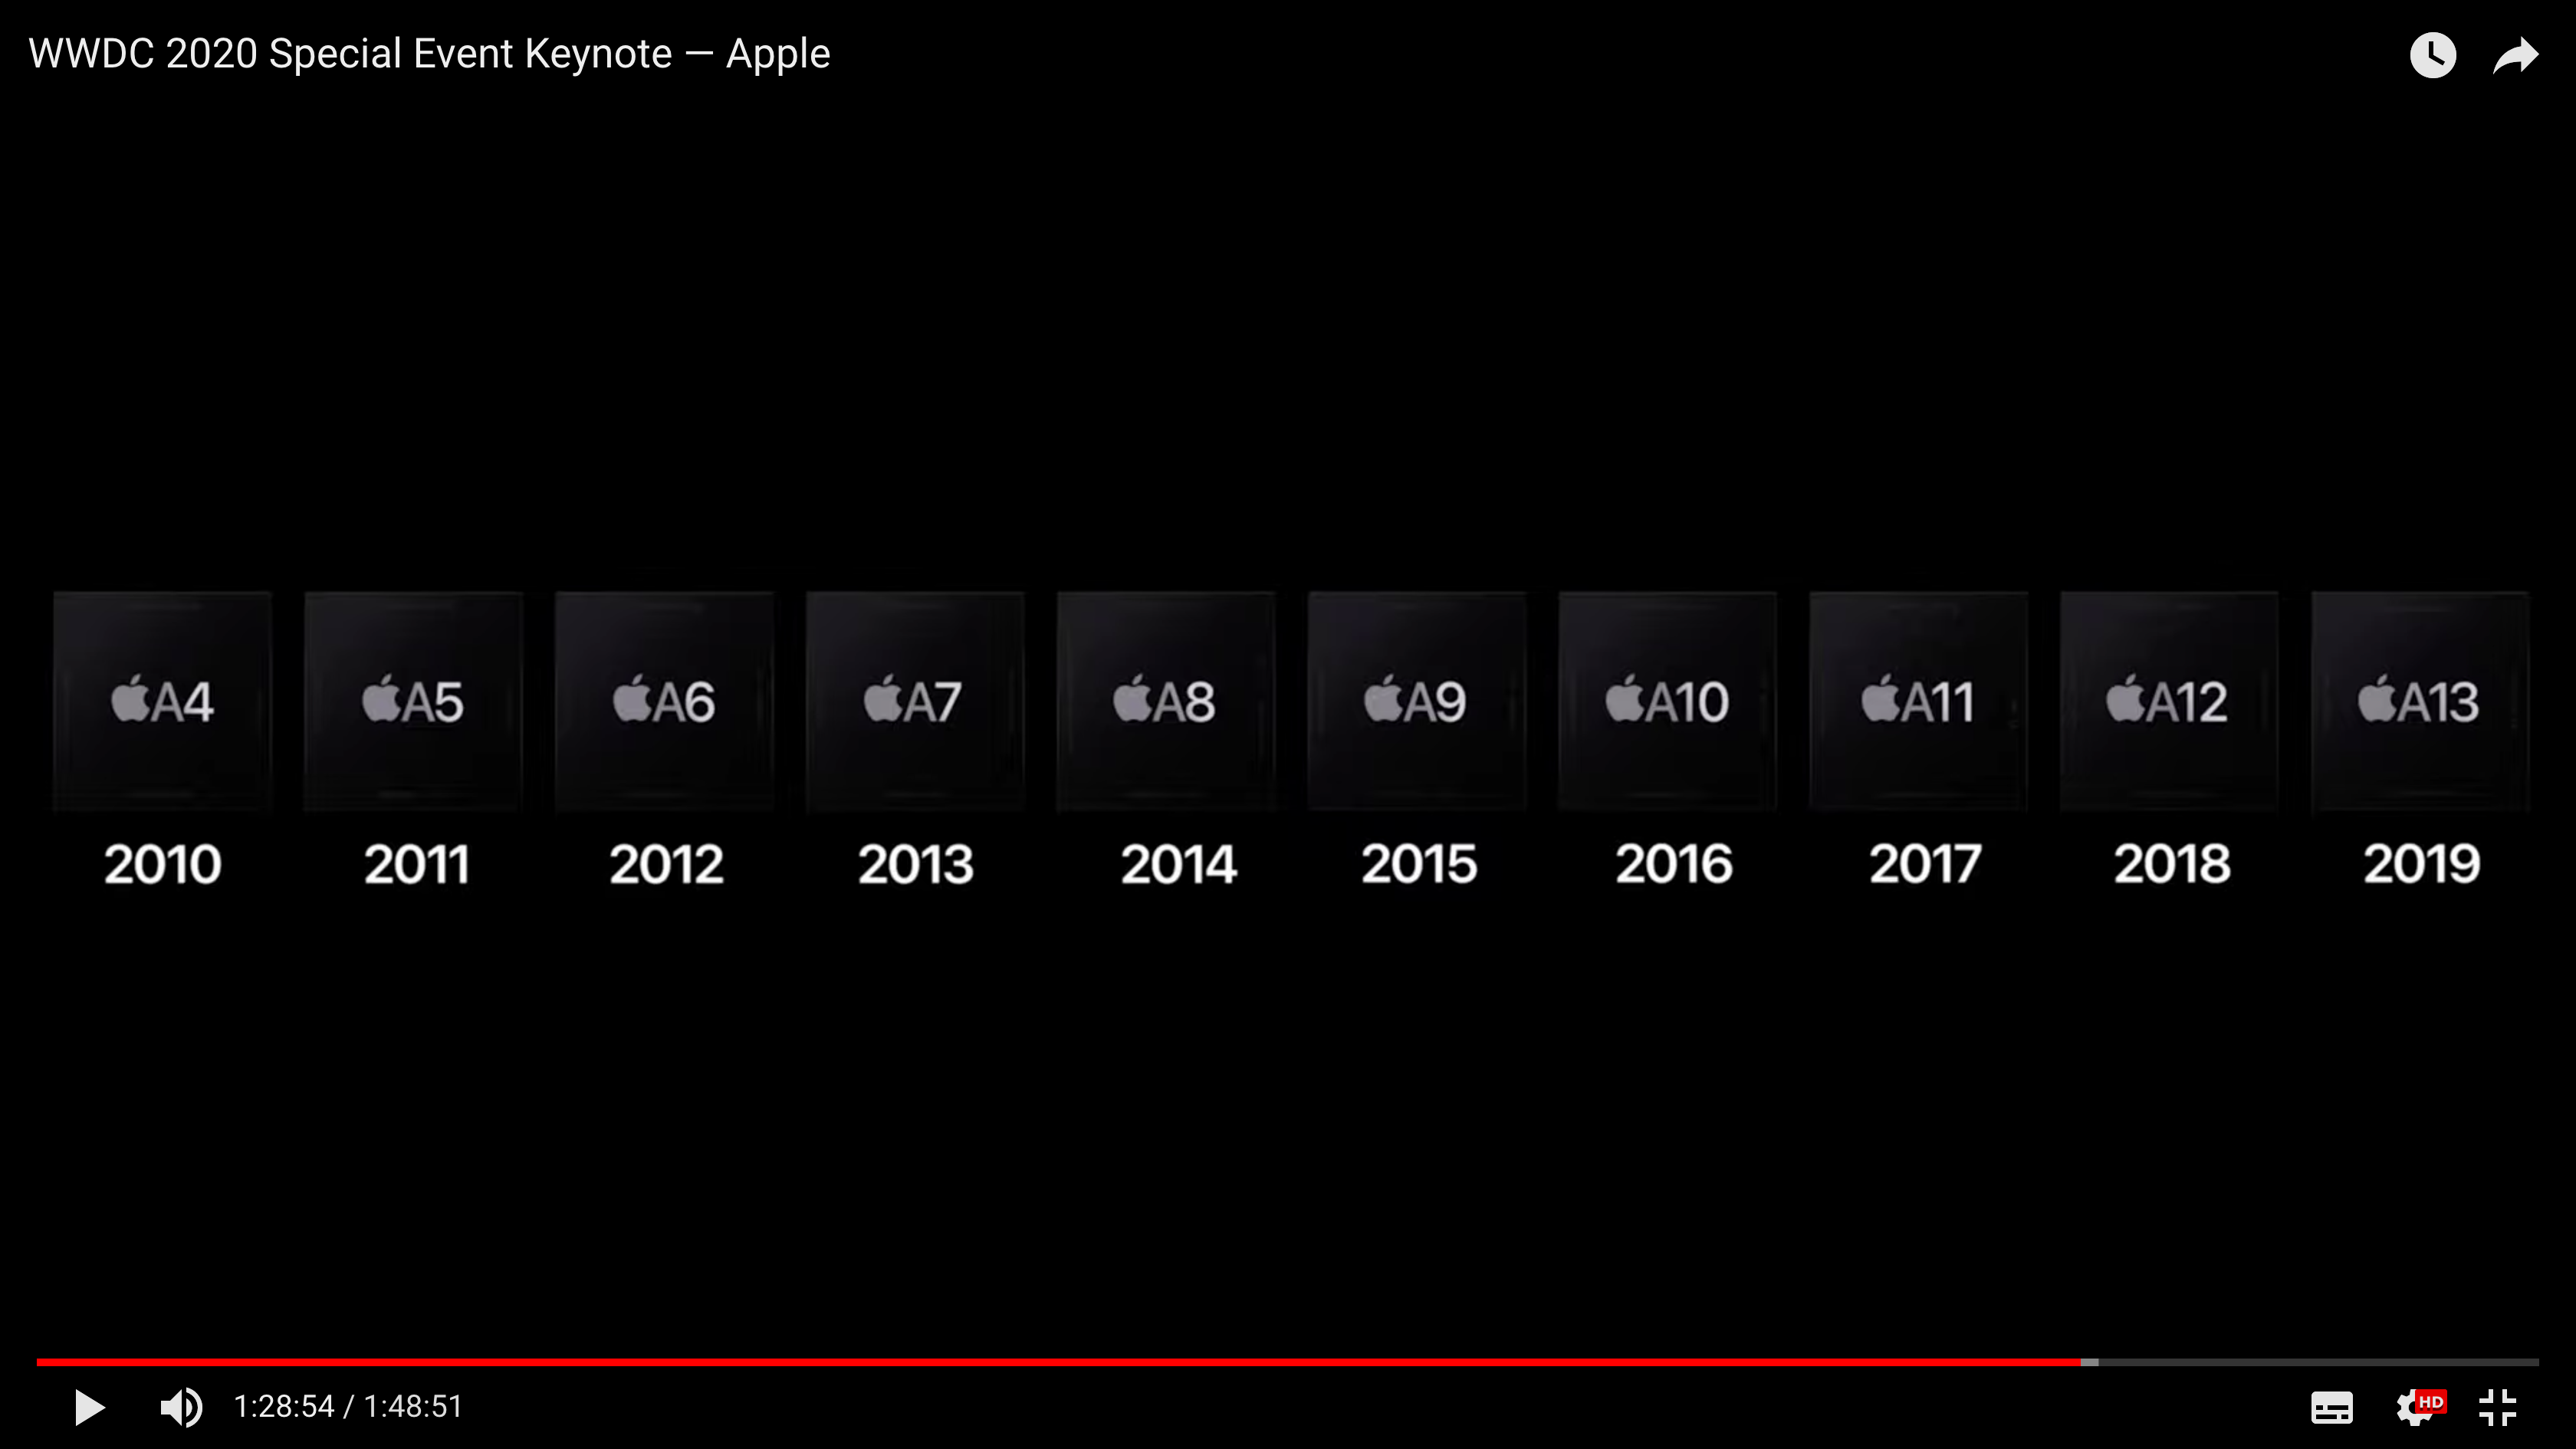 WWDC 2020 Special Event Keynote — Apple
A4 A5 A6 A7 A8 A9 A10 A11 A12 A13
2010 2011 2012 2013 2014 2015 2016 2017 2018 2019
1:28:54 / 1:48:51
HD